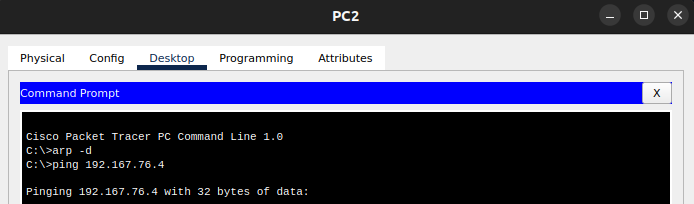 PC2
Physical Config Desktop Programming Attributes
Command Prompt X
Cisco Packet Tracer PC Command Line 1.0
C:\>arp -d
C:\>ping 192.167.76.4
Pinging 192.167.76.4 with 32 bytes of data: